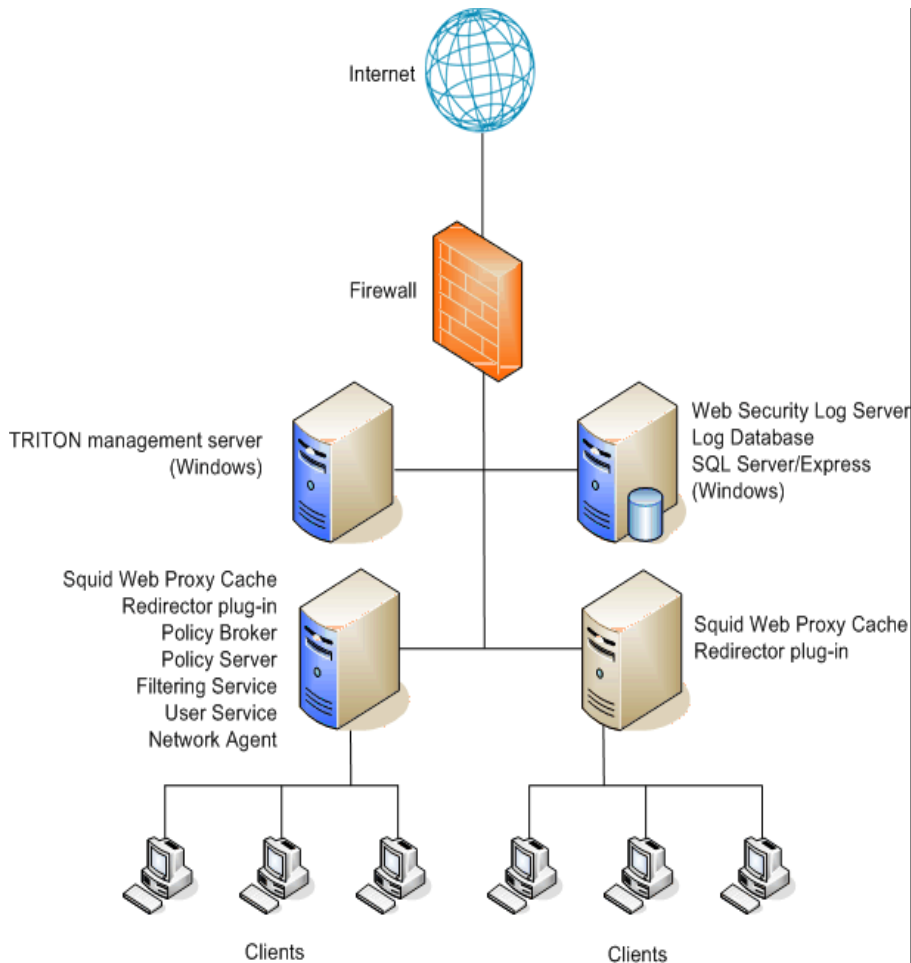 Internet
Firewall
TRITON management server
(Windows)
Web Security Log Server
Log Database
SQL Server/Express
(Windows)
Squid Web Proxy Cache
Redirector plug-in
Policy Broker
Policy Server
Filtering Service
User Service
Network Agent
Squid Web Proxy Cache
Redirector plug-in
Clients
Clients